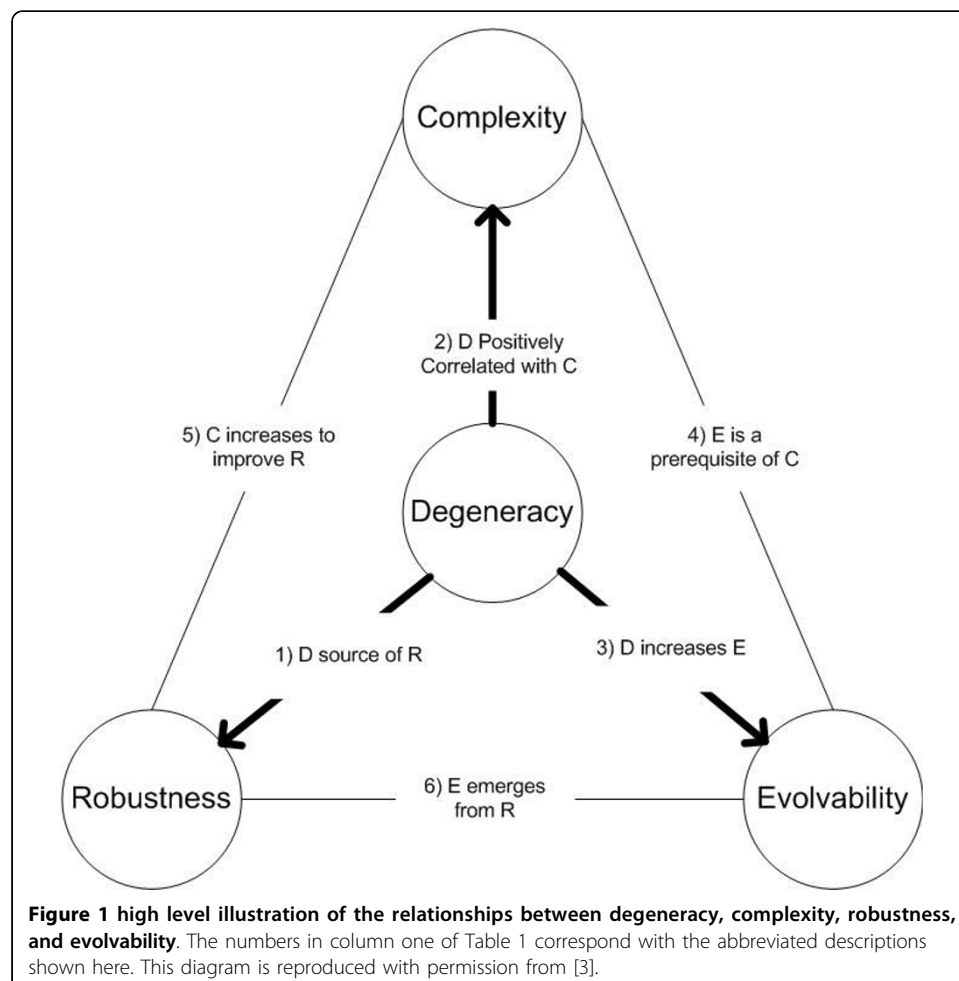 Complexity
2) D Positively
Correlated with C
5) C increases to
improve R
4) E is a
prerequisite of C
Degeneracy
1) D source of R
3) D increases E
Robustness
6) E emerges
from R
Evolvability
Figure 1 high level illustration of the relationships between degeneracy, complexity, robustness,
and evolvability. The numbers in column one of Table 1 correspond with the abbreviated descriptions
shown here. This diagram is reproduced with permission from [3].